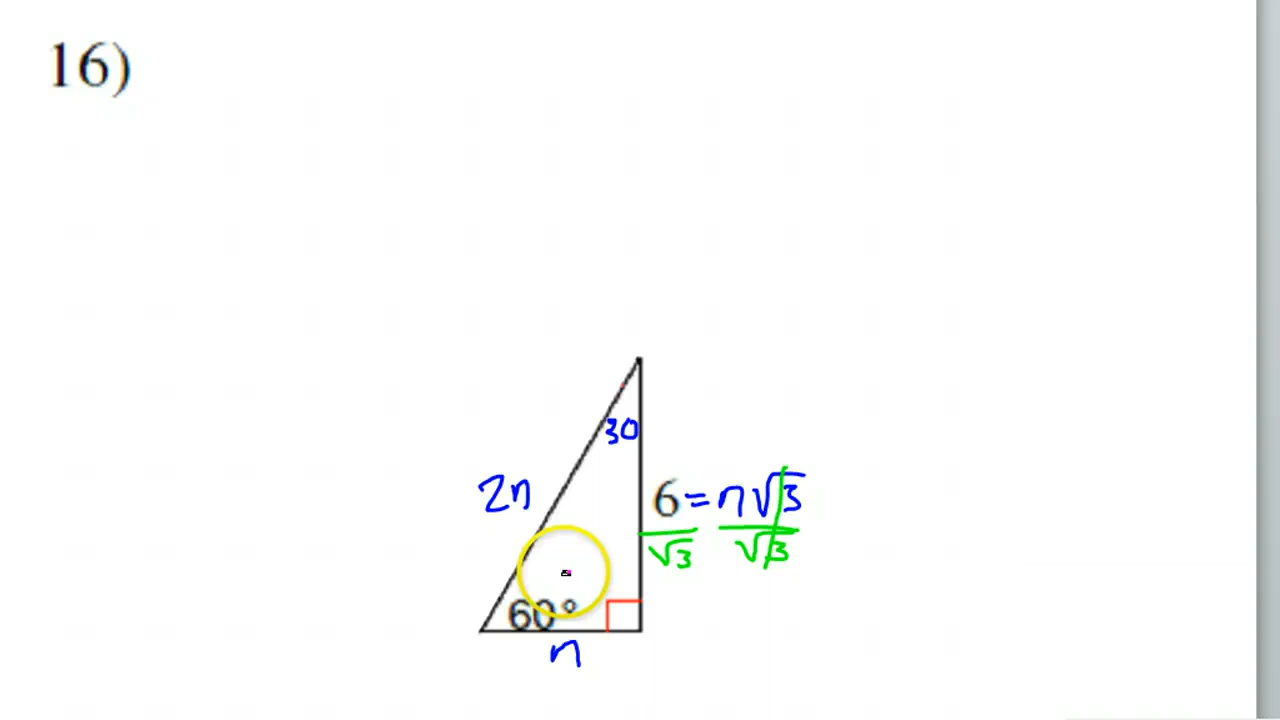 16)
30
2n
6 = n√3
√3 √3
60°
n